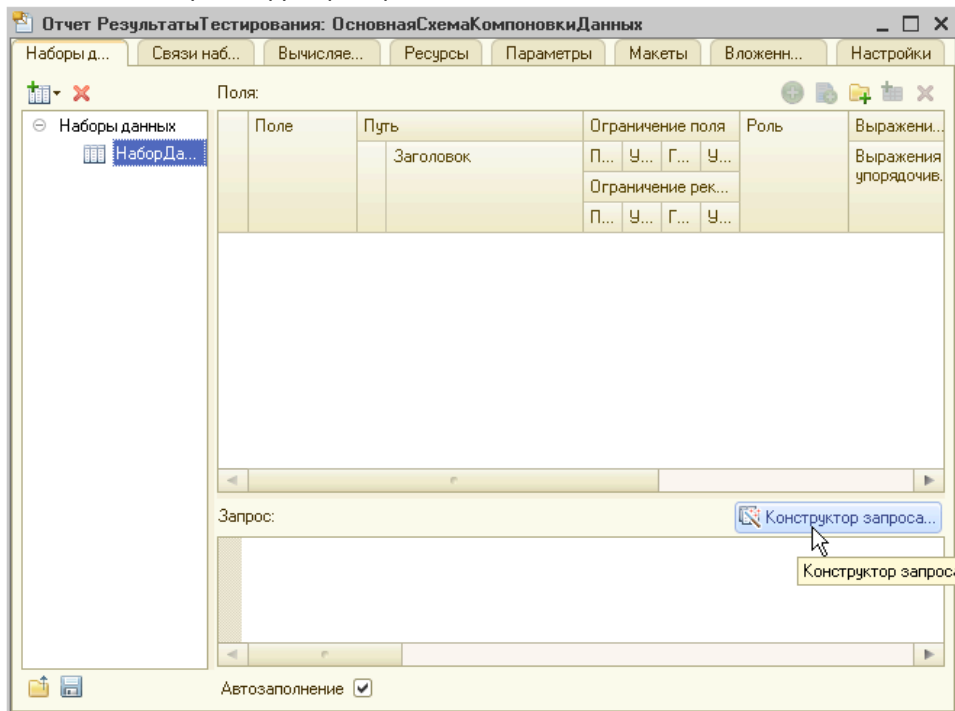 Отчет РезультатыТестирования: ОсновнаяСхемаКомпоновкиДанных
Наборы д... Связи наб... Вычисляе... Ресурсы Параметры Макеты Вложенн... Настройки
Поля:
Наборы данных
НаборДа...
Поле Путь Ограничение поля Роль Выражени...
Заголовок П... У... Г... У... Выражения
упорядочив.
Ограничение рек...
П... У... Г... У...
Запрос:
Конструктор запроса...
Конструктор запрос
Автозаполнение